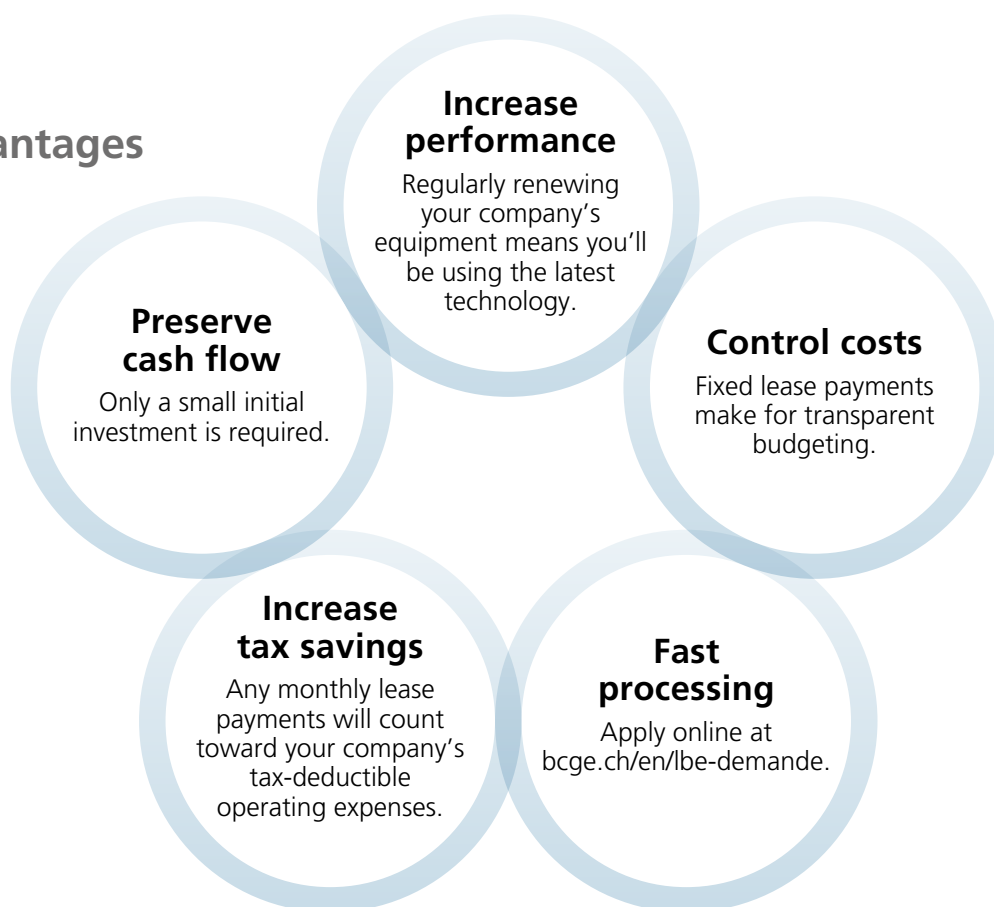 antages
Increase
performance
Regularly renewing
your company’s
equipment means you’ll
be using the latest
technology.
Preserve
cash flow
Only a small initial
investment is required.
Control costs
Fixed lease payments
make for transparent
budgeting.
Increase
tax savings
Any monthly lease
payments will count
toward your company’s
tax-deductible
operating expenses.
Fast
processing
Apply online at
bcge.ch/en/lbe-demande.